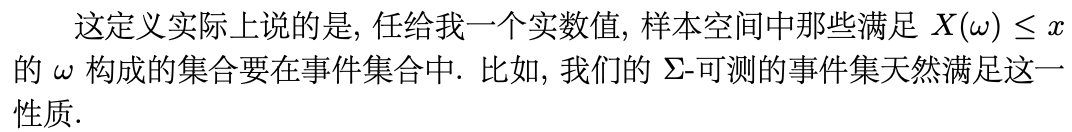 这定义实际上说的是, 任给我一个实数值, 样本空间中那些满足 X(ω) ≤ x
的 ω 构成的集合要在事件集合中. 比如, 我们的 Σ-可测的事件集天然满足这一
性质.